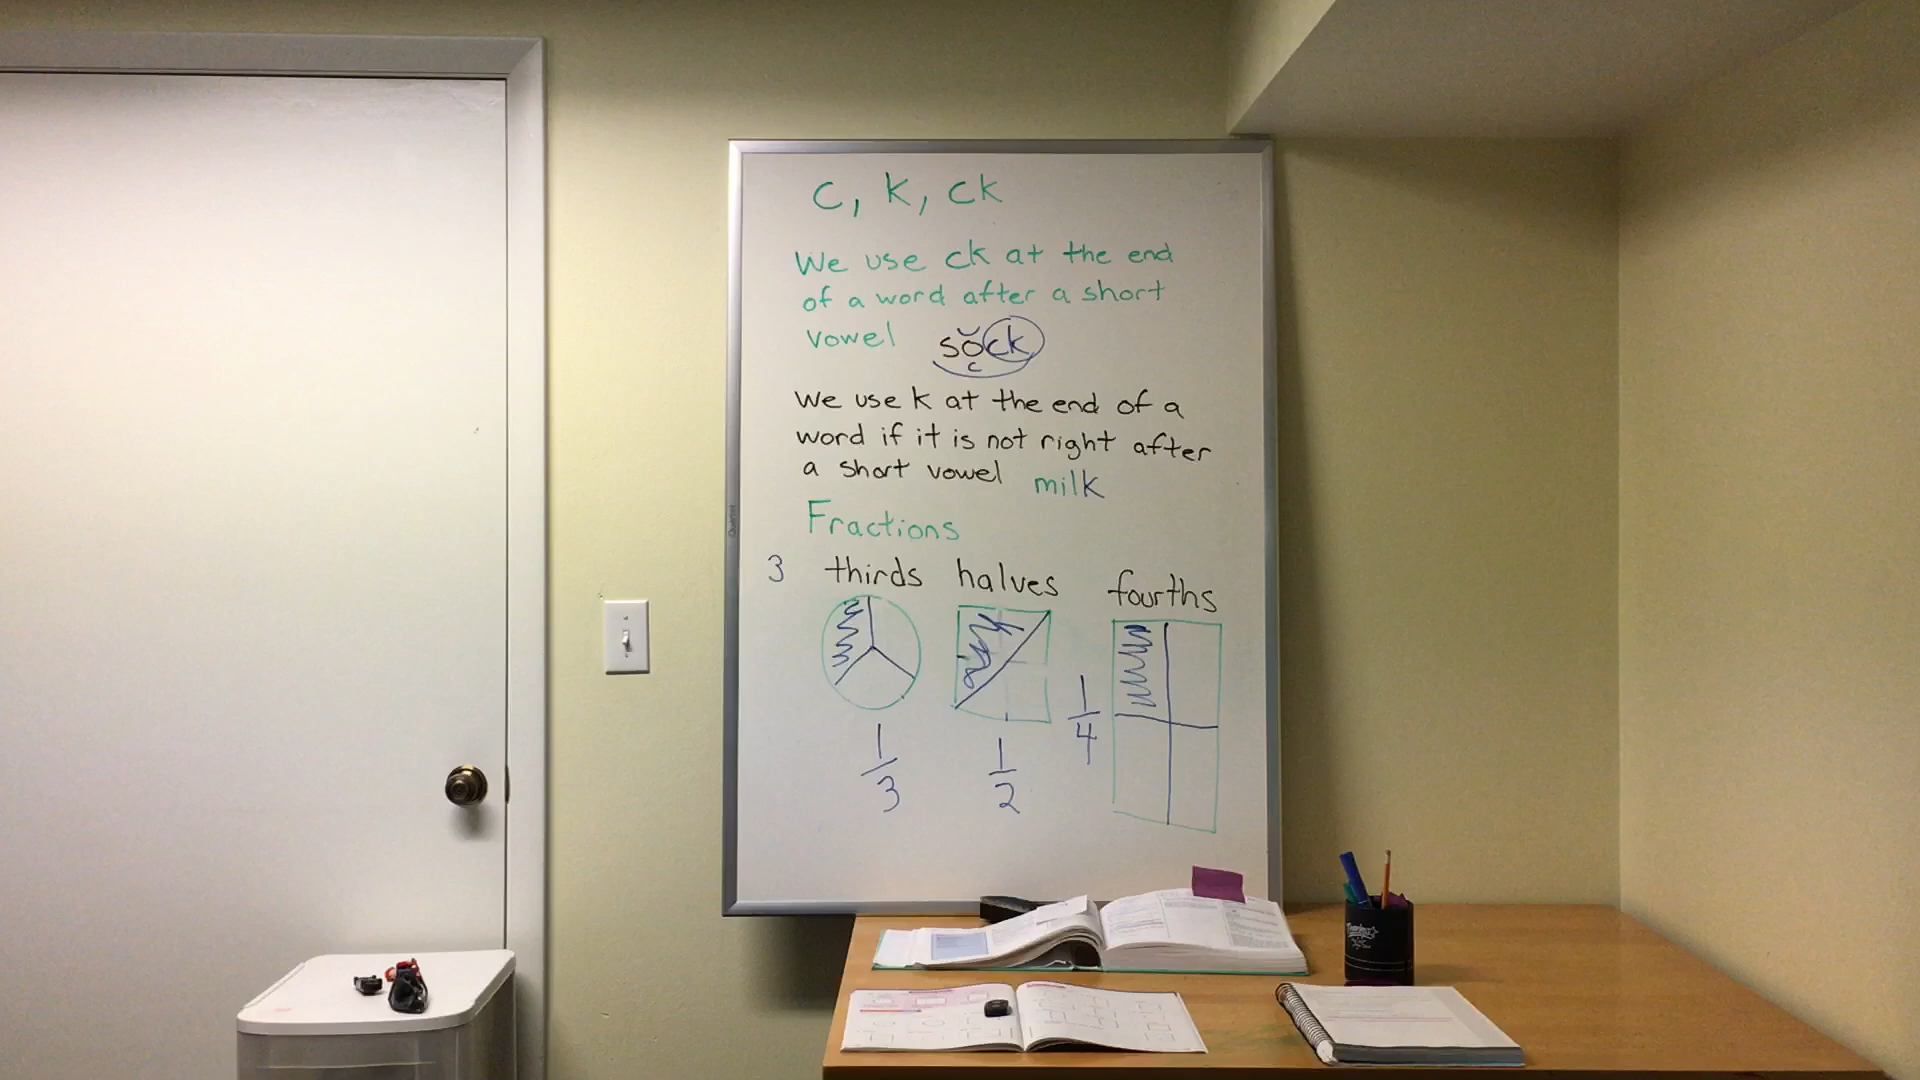 c, k, ck
We use ck at the end
of a word after a short
vowel sŏck
c
We use k at the end of a
word if it is not right after
a short vowel milk
Fractions
3 thirds halves fourths
1/3
1/2
1/4